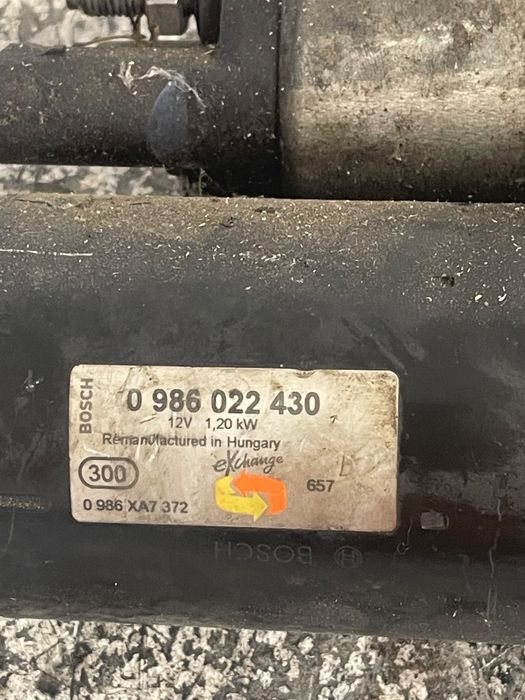 BOSCH
0 986 022 430
12V 1,20 kW
Remanufactured in Hungary
eXchange
300
657
0 986 XA7 372
BOSCH